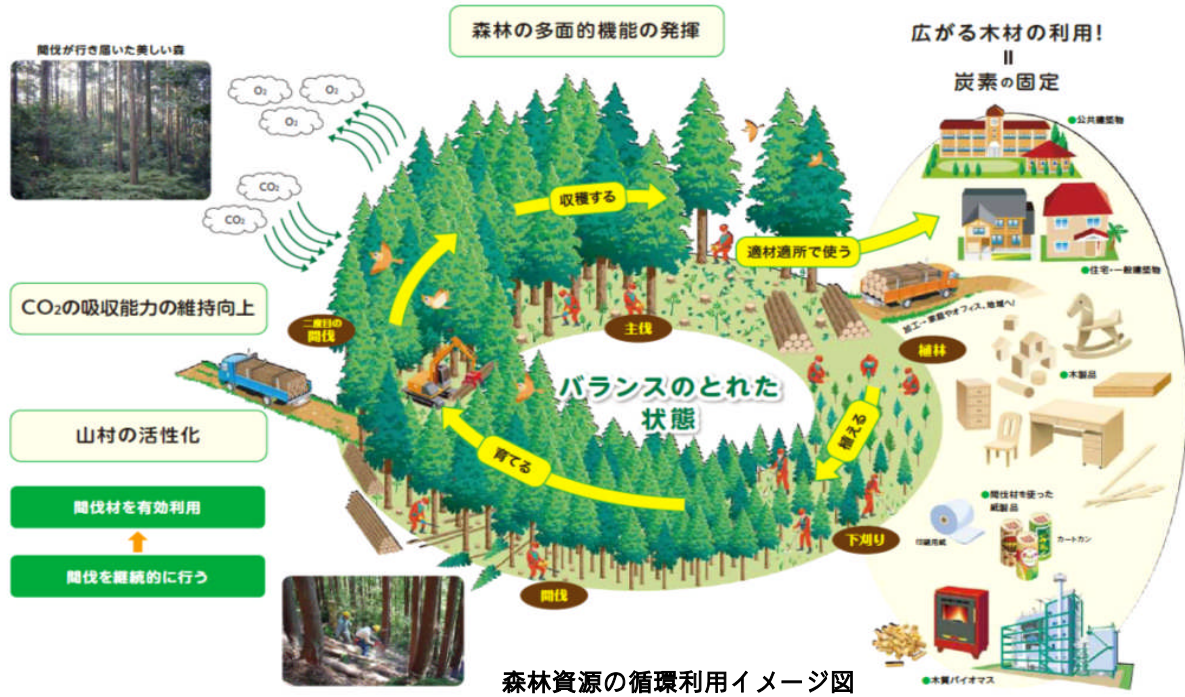 森林の多面的機能の発揮
間伐が行き届いた美しい森
広がる木材の利用!
=
炭素の固定
O₂
O₂
O₂
CO₂
CO₂
公共建築物
収穫する
適材適所で使う
住宅・一般建築物
CO₂の吸収能力の維持向上
二度目の
間伐
主伐
加工→家庭やオフィス、地域へ!
植林
木製品
バランスのとれた
状態
山村の活性化
植える
育てる
間伐材を有効利用
間伐材を使った
紙製品
印刷用紙
カートカン
下刈り
間伐を継続的に行う
間伐
木質バイオマス
森林資源の循環利用イメージ図